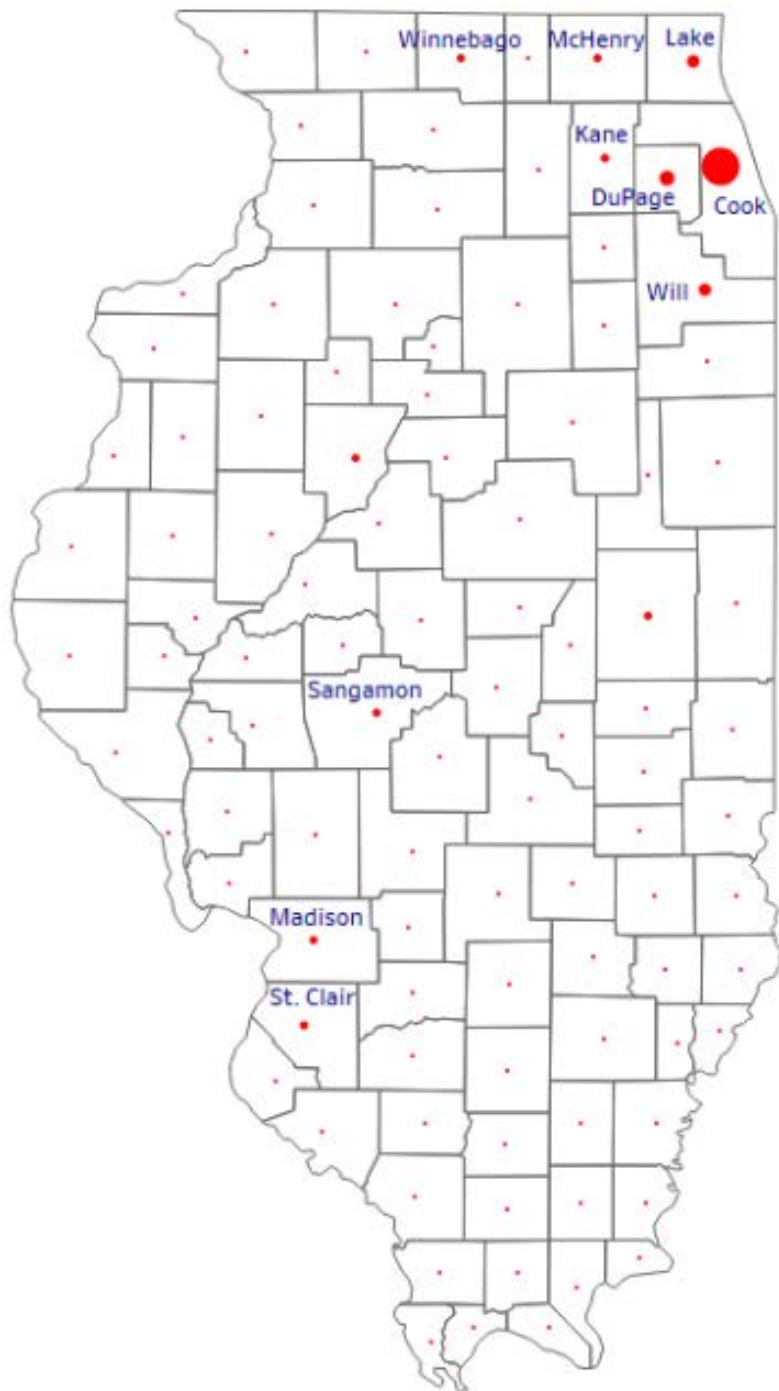 Winnebago
McHenry
Lake
Kane
DuPage
Cook
Will
Sangamon
Madison
St. Clair